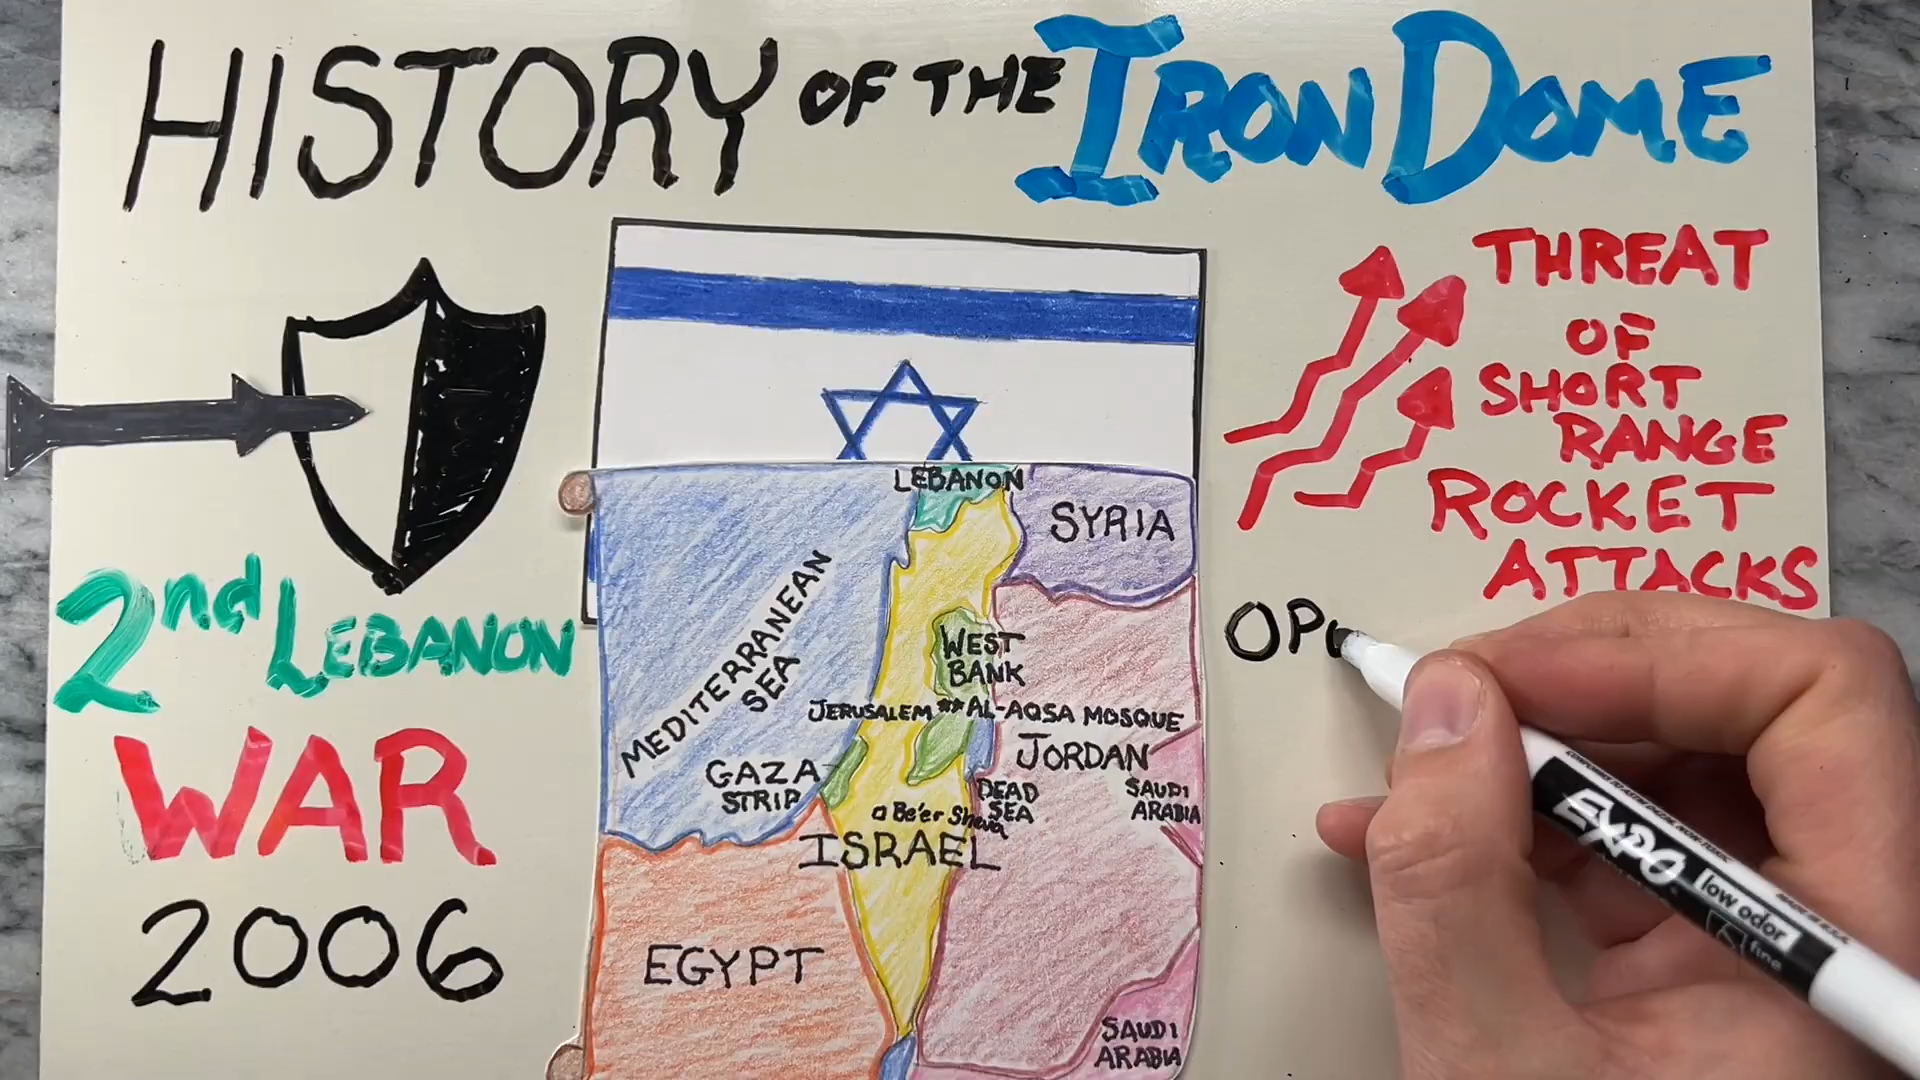 HISTORY OF THE IRON DOME
THREAT
OF
SHORT
RANGE
ROCKET
ATTACKS
2nd LEBANON
WAR
2006
LEBANON
SYRIA
MEDITERRANEAN
SEA
WEST
BANK
JERUSALEM ** AL-AQSA MOSQUE
JORDAN
GAZA
STRIP
DEAD
SEA
SAUDI
ARABIA
Be'er Sheva
ISRAEL
EGYPT
SAUDI
ARABIA
OP
EXPO
low odor
fine